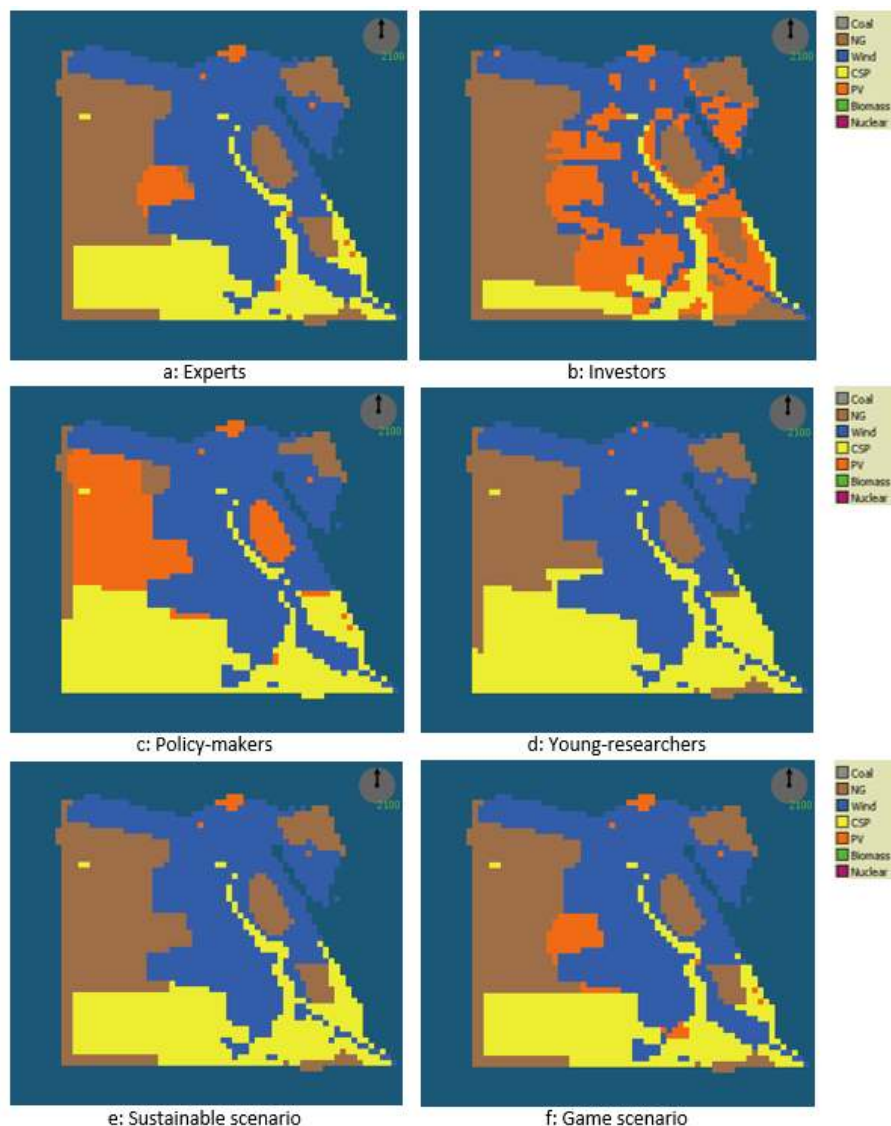 2100
2100
Coal
NG
Wind
CSP
PV
Biomass
Nuclear
a: Experts
b: Investors
2100
2100
Coal
NG
Wind
CSP
PV
Biomass
Nuclear
c: Policy-makers
d: Young-researchers
2100
2100
Coal
NG
Wind
CSP
PV
Biomass
Nuclear
e: Sustainable scenario
f: Game scenario